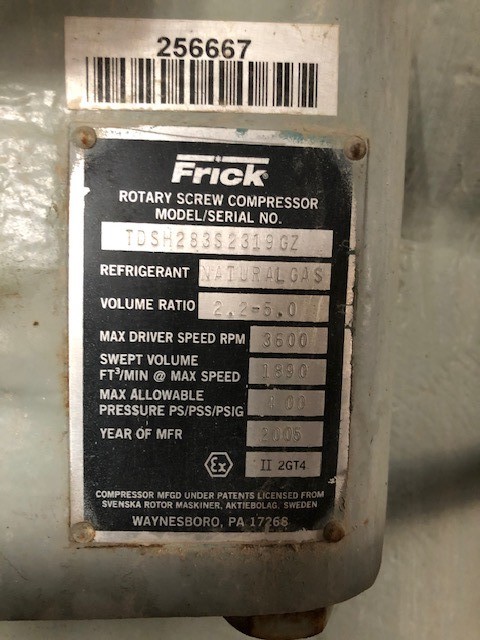 256667
Frick
ROTARY SCREW COMPRESSOR
MODEL/SERIAL NO.
TDSH283S2319GZ
REFRIGERANT NATURAL GAS
VOLUME RATIO 2.2-5.0
MAX DRIVER SPEED RPM 3600
SWEPT VOLUME
FT³/MIN @ MAX SPEED 1890
MAX ALLOWABLE
PRESSURE PS/PSS/PSIG
YEAR OF MFR 2005
Ex II 2GT4
COMPRESSOR MFGD UNDER PATENTS LICENSED FROM
SVENSKA ROTOR MASKINER, AKTIEBOLAG, SWEDEN
WAYNESBORO, PA 17268